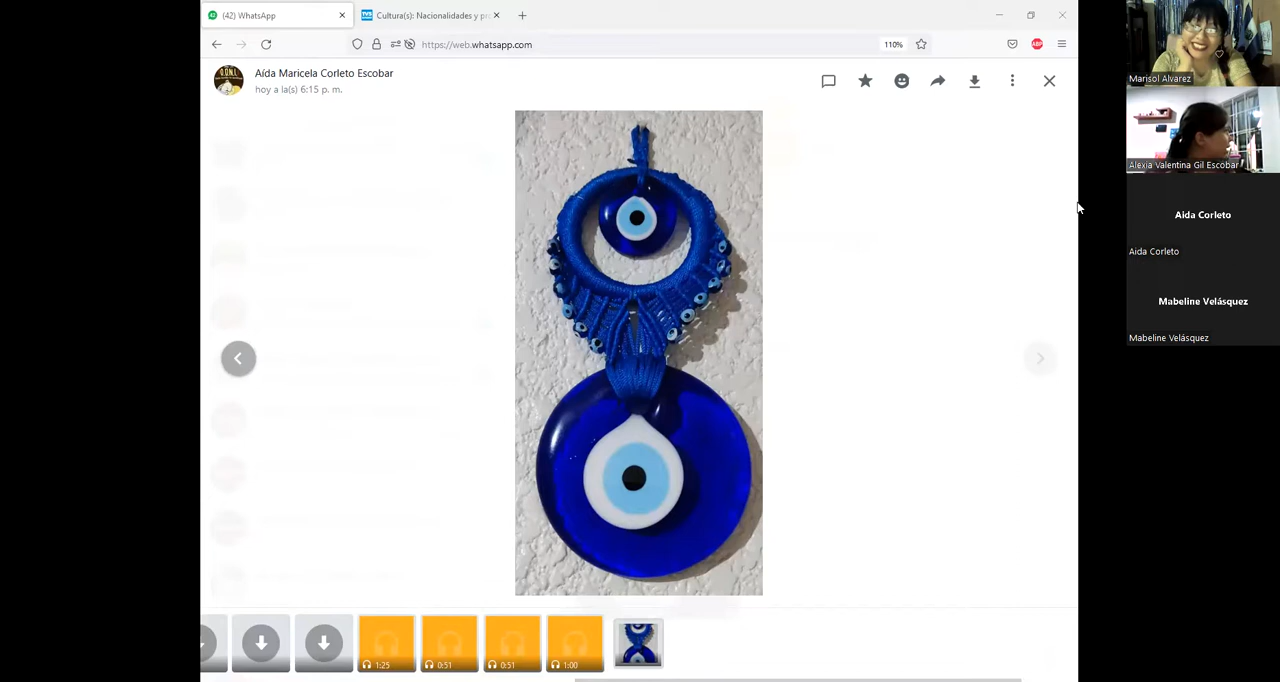 (42) WhatsApp
Cultura(s): Nacionalidades y pr
https://web.whatsapp.com
110%
ABP
Aída Maricela Corleto Escobar
hoy a la(s) 6:15 p. m.
1:25
0:51
0:51
1:00
Marisol Alvarez
Alexia Valentina Gil Escobar
Aida Corleto
Aida Corleto
Mabeline Velásquez
Mabeline Velásquez